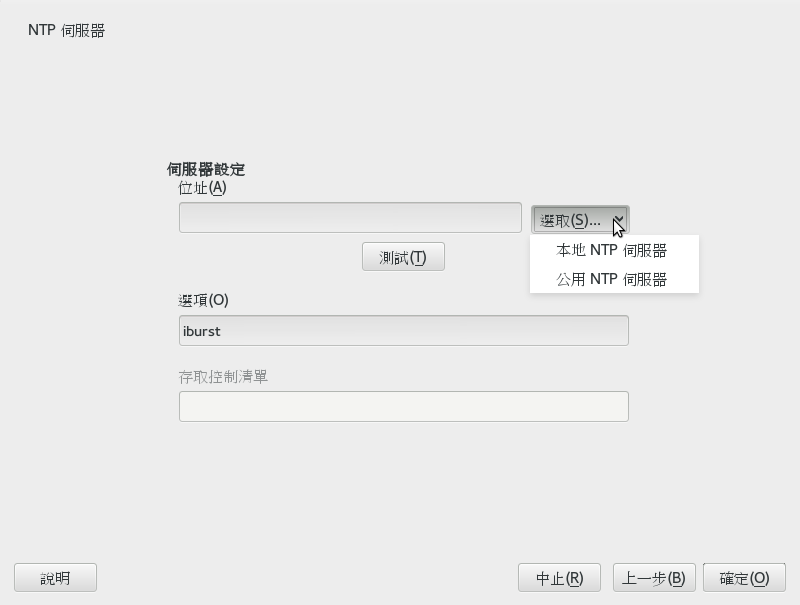 NTP 伺服器
伺服器設定
位址(A)
選取(S)...
本地 NTP 伺服器
公用 NTP 伺服器
測試(T)
選項(O)
iburst
存取控制清單
說明
中止(R)
上一步(B)
確定(O)